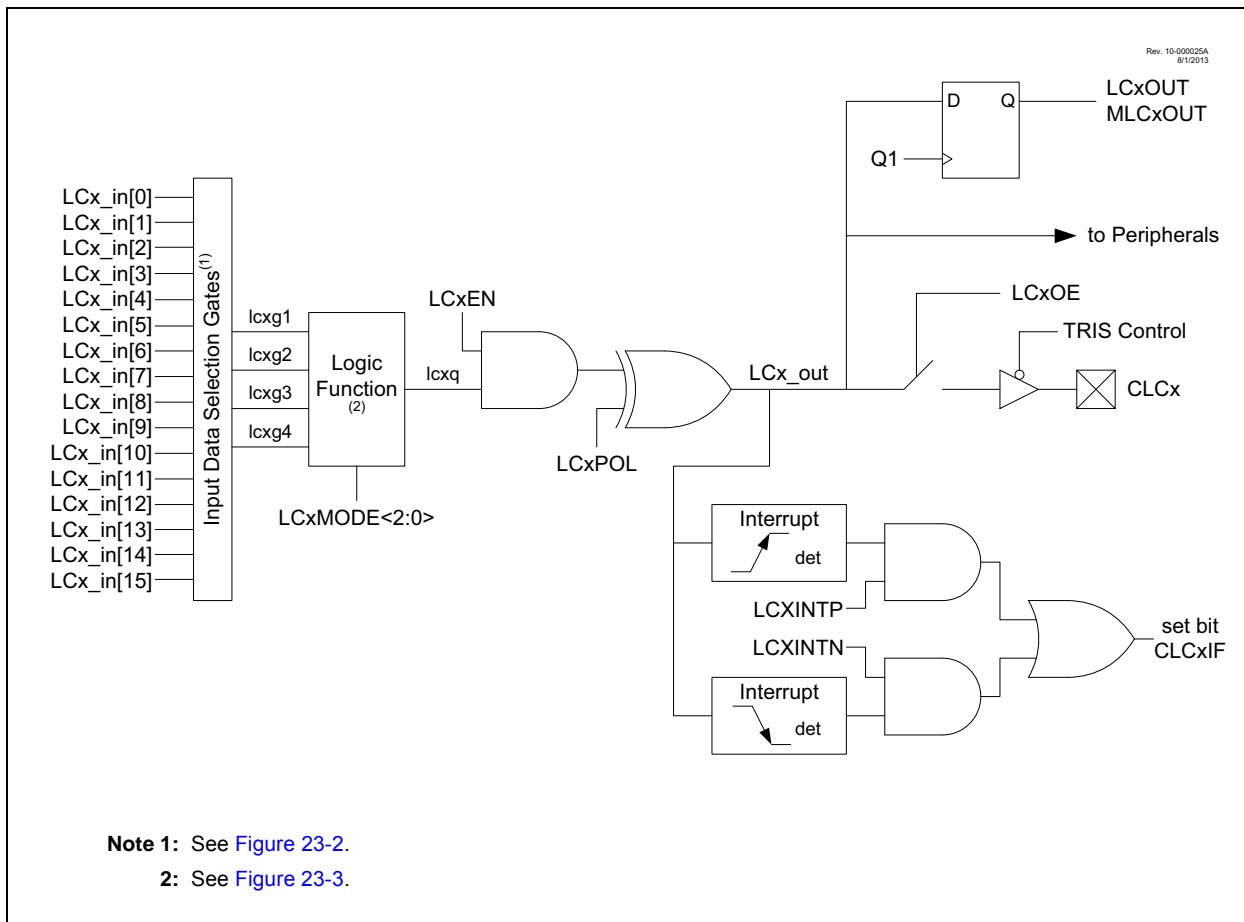 Rev. 10-000025A
8/1/2013
D
Q
LCxOUT
MLCxOUT
Q1
LCx_in[0]
LCx_in[1]
LCx_in[2]
LCx_in[3]
LCx_in[4]
LCx_in[5]
LCx_in[6]
LCx_in[7]
LCx_in[8]
LCx_in[9]
LCx_in[10]
LCx_in[11]
LCx_in[12]
LCx_in[13]
LCx_in[14]
LCx_in[15]
Input Data Selection Gates(1)
lcxg1
lcxg2
lcxg3
lcxg4
Logic
Function
(2)
LCxMODE<2:0>
lcxq
LCxEN
LCxPOL
LCx_out
to Peripherals
LCxOE
TRIS Control
CLCx
Interrupt
det
LCXINTP
LCXINTN
Interrupt
det
set bit
CLCxIF
Note 1: See Figure 23-2.
2: See Figure 23-3.